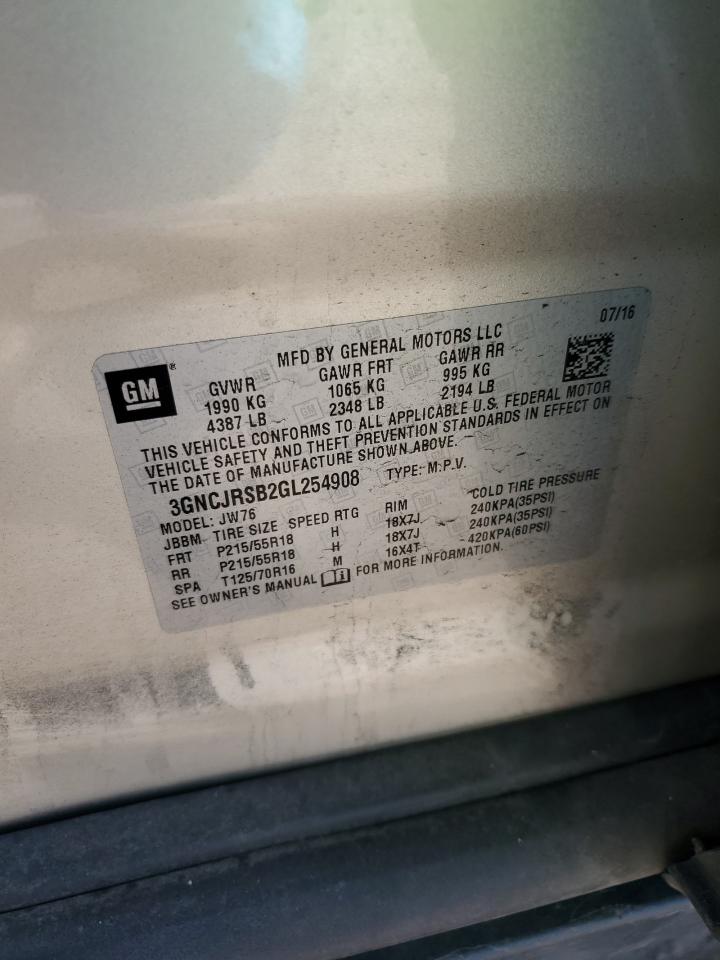 07/16
MFD BY GENERAL MOTORS LLC
GM®
GVWR GAWR FRT GAWR RR
1990 KG 1065 KG 995 KG
4387 LB 2348 LB 2194 LB
THIS VEHICLE CONFORMS TO ALL APPLICABLE U.S. FEDERAL MOTOR
VEHICLE SAFETY AND THEFT PREVENTION STANDARDS IN EFFECT ON
THE DATE OF MANUFACTURE SHOWN ABOVE.
3GNCJRSB2GL254908 TYPE: M.P.V.
MODEL: JW76
JBBM TIRE SIZE SPEED RTG RIM COLD TIRE PRESSURE
FRT P215/55R18 H 18X7J 240KPA(35PSI)
RR P215/55R18 H 18X7J 240KPA(35PSI)
SPA T125/70R16 M 16X4T 420KPA(60PSI)
SEE OWNER'S MANUAL FOR MORE INFORMATION.